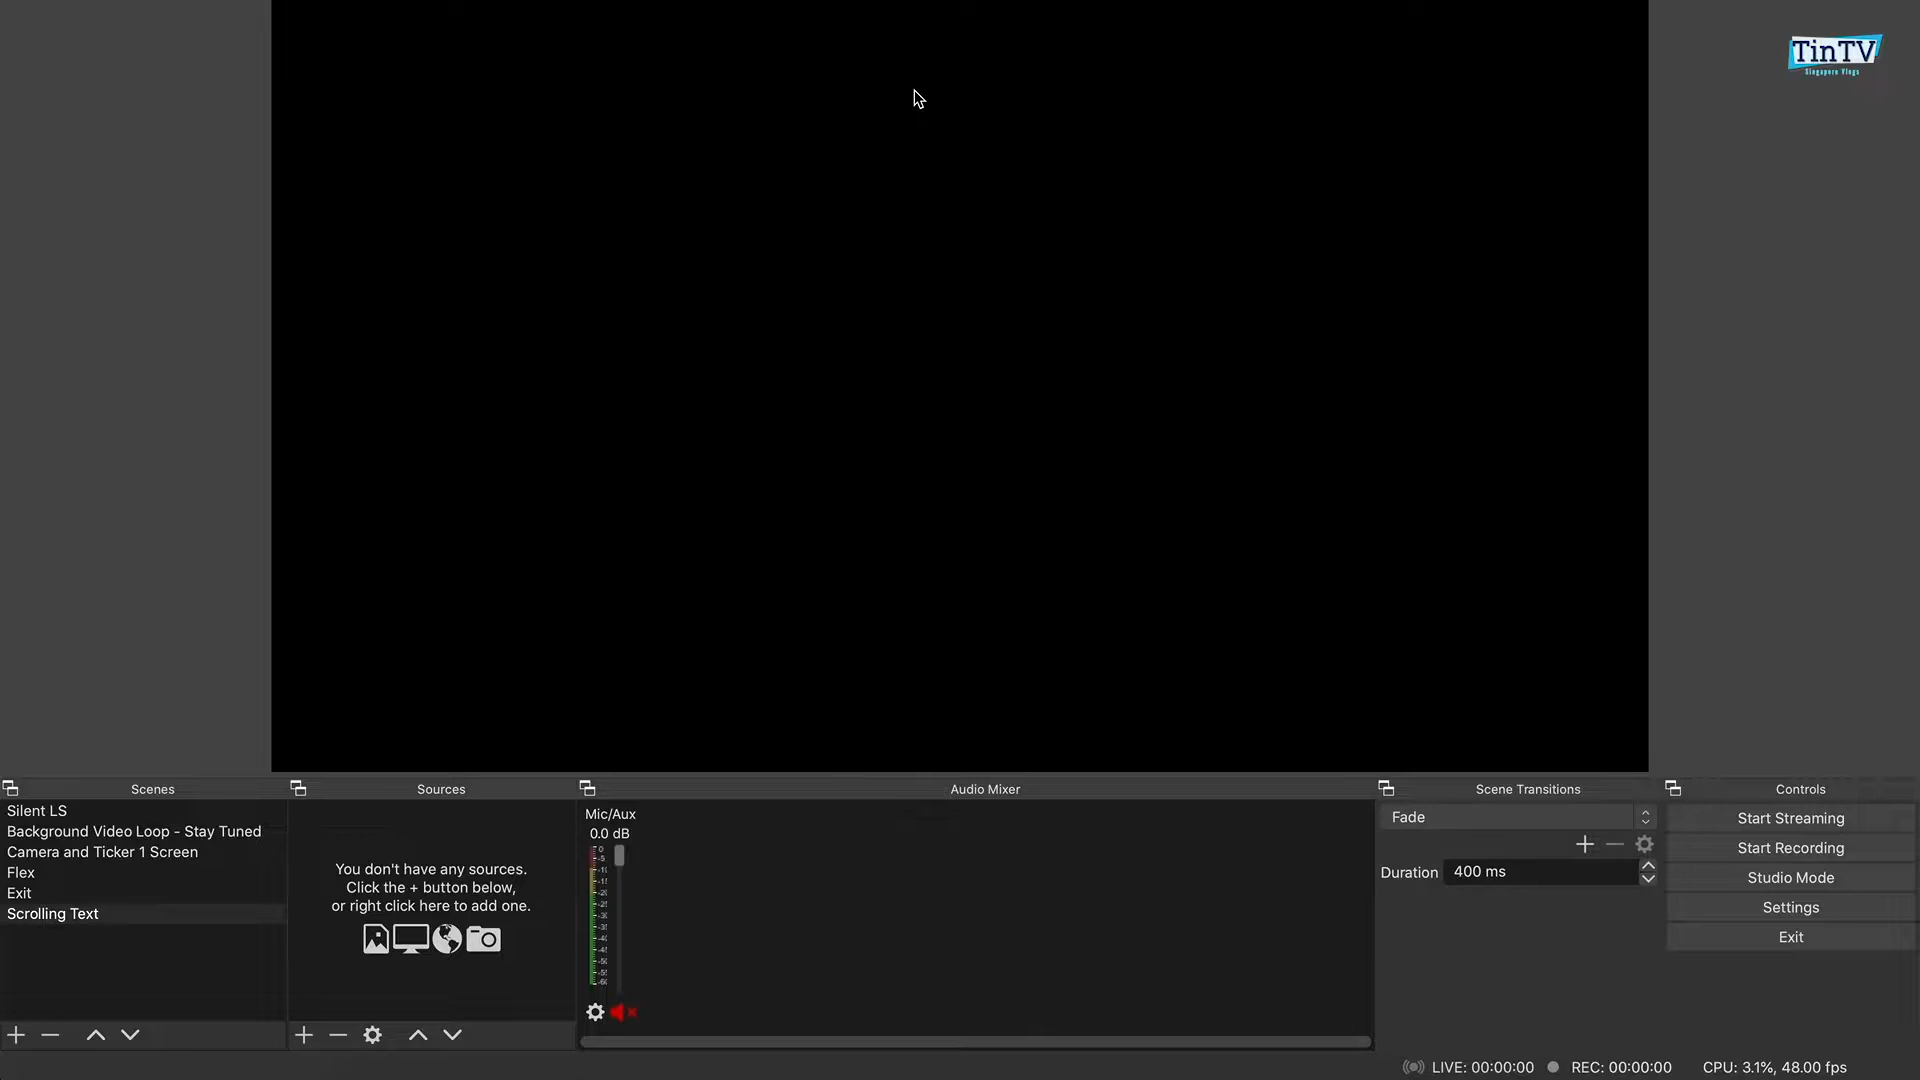 TinTV
Singapore Vlogs
Scenes
Sources
Audio Mixer
Scene Transitions
Controls
Silent LS
Background Video Loop - Stay Tuned
Camera and Ticker 1 Screen
Flex
Exit
Scrolling Text
You don't have any sources.
Click the + button below,
or right click here to add one.
Mic/Aux
0.0 dB
Fade
Duration
400 ms
Start Streaming
Start Recording
Studio Mode
Settings
Exit
LIVE: 00:00:00
REC: 00:00:00
CPU: 3.1%, 48.00 fps